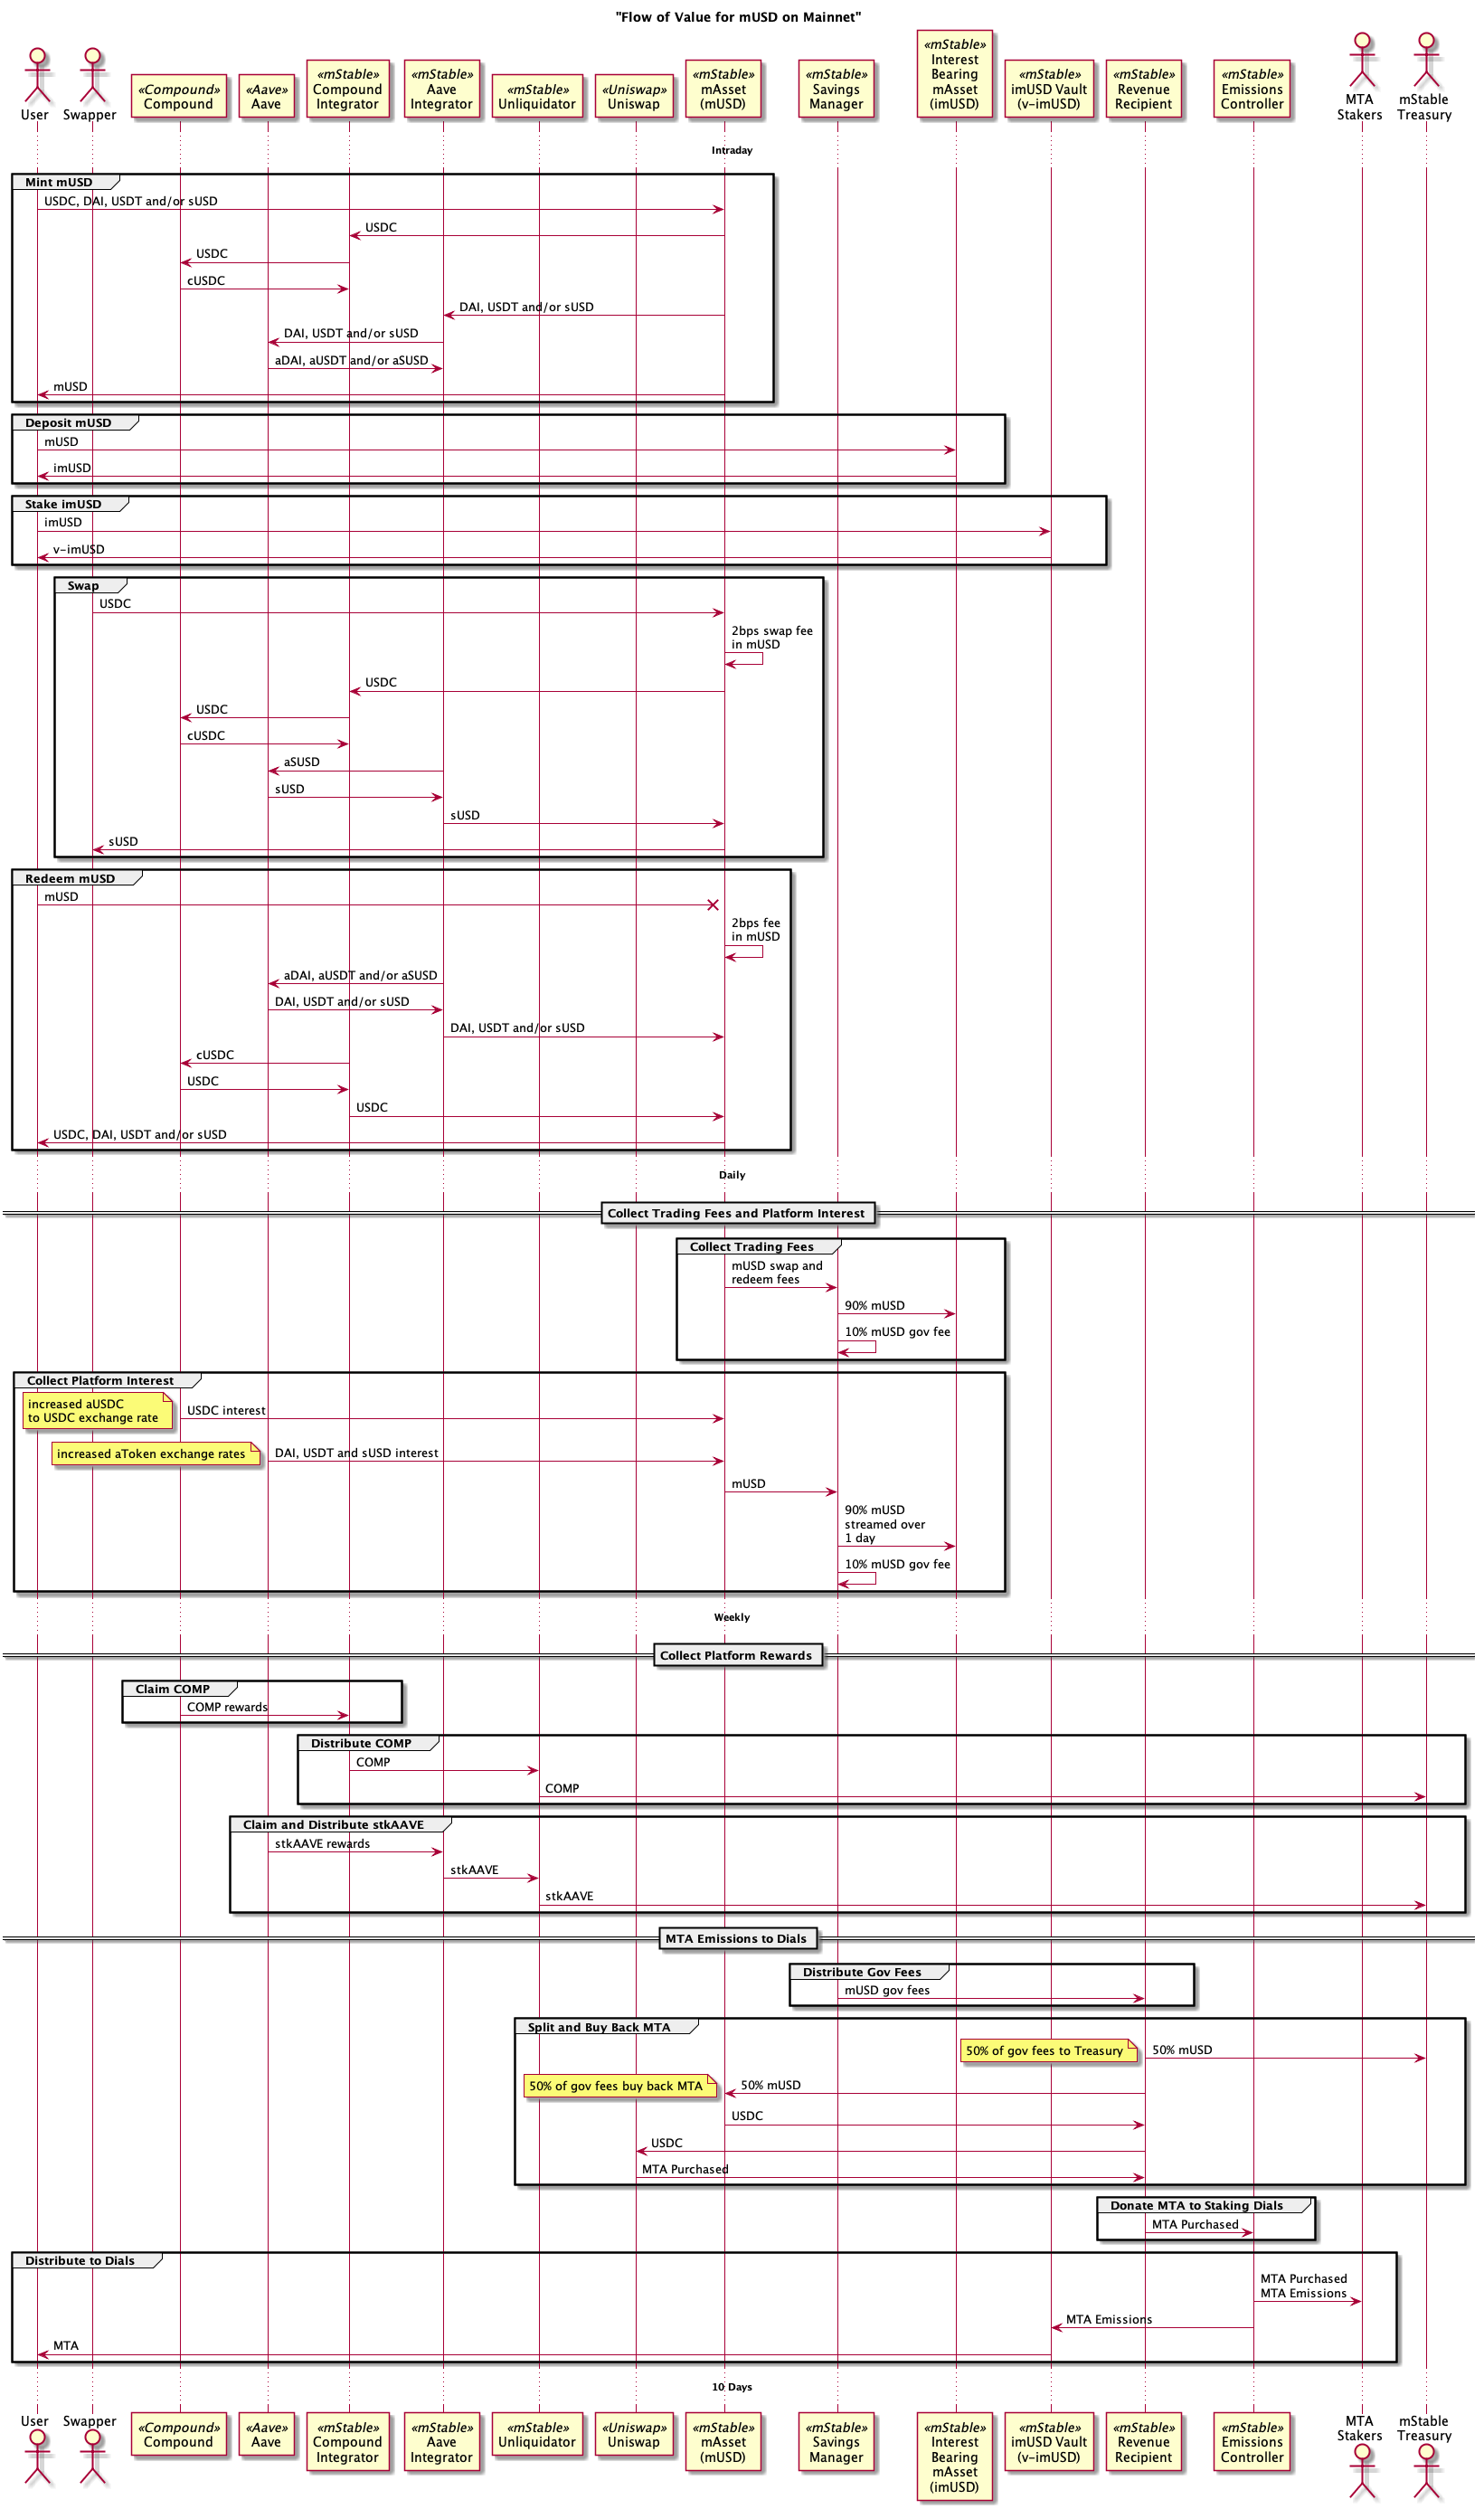 "Flow of Value for mUSD on Mainnet"
User
Swapper
«Compound»
Compound
«Aave»
Aave
«mStable»
Compound
Integrator
«mStable»
Aave
Integrator
«mStable»
Unliquidator
«Uniswap»
Uniswap
«mStable»
mAsset
(mUSD)
«mStable»
Savings
Manager
«mStable»
Interest
Bearing
mAsset
(imUSD)
«mStable»
imUSD Vault
(v-imUSD)
«mStable»
Revenue
Recipient
«mStable»
Emissions
Controller
MTA
Stakers
mStable
Treasury
Intraday
Mint mUSD
USDC, DAI, USDT and/or sUSD
USDC
USDC
cUSDC
DAI, USDT and/or sUSD
DAI, USDT and/or sUSD
aDAI, aUSDT and/or aSUSD
mUSD
Deposit mUSD
mUSD
imUSD
Stake imUSD
imUSD
v-imUSD
Swap
USDC
2bps swap fee
in mUSD
USDC
USDC
cUSDC
aSUSD
sUSD
sUSD
sUSD
Redeem mUSD
mUSD
2bps fee
in mUSD
aDAI, aUSDT and/or aSUSD
DAI, USDT and/or sUSD
DAI, USDT and/or sUSD
cUSDC
USDC
USDC
USDC, DAI, USDT and/or sUSD
Daily
Collect Trading Fees and Platform Interest
Collect Trading Fees
mUSD swap and
redeem fees
90% mUSD
10% mUSD gov fee
Collect Platform Interest
increased aUSDC
to USDC exchange rate
USDC interest
increased aToken exchange rates
DAI, USDT and sUSD interest
mUSD
90% mUSD
streamed over
1 day
10% mUSD gov fee
Weekly
Collect Platform Rewards
Claim COMP
COMP rewards
Distribute COMP
COMP
COMP
Claim and Distribute stkAAVE
stkAAVE rewards
stkAAVE
stkAAVE
MTA Emissions to Dials
Distribute Gov Fees
mUSD gov fees
Split and Buy Back MTA
50% of gov fees to Treasury
50% mUSD
50% of gov fees buy back MTA
50% mUSD
USDC
USDC
MTA Purchased
Donate MTA to Staking Dials
MTA Purchased
Distribute to Dials
MTA Purchased
MTA Emissions
MTA Emissions
MTA
10 Days
User
Swapper
«Compound»
Compound
«Aave»
Aave
«mStable»
Compound
Integrator
«mStable»
Aave
Integrator
«mStable»
Unliquidator
«Uniswap»
Uniswap
«mStable»
mAsset
(mUSD)
«mStable»
Savings
Manager
«mStable»
Interest
Bearing
mAsset
(imUSD)
«mStable»
imUSD Vault
(v-imUSD)
«mStable»
Revenue
Recipient
«mStable»
Emissions
Controller
MTA
Stakers
mStable
Treasury